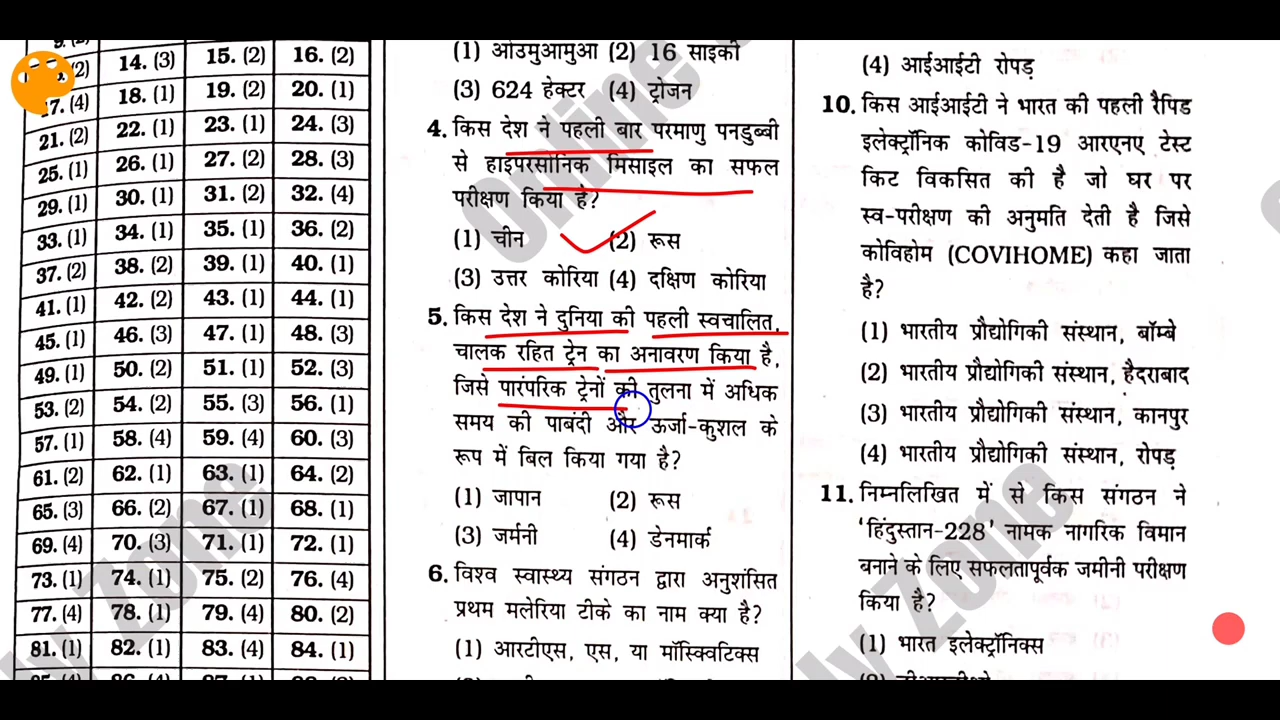 14. (3) 15. (2) 16. (2)
17. (4) 18. (1) 19. (2) 20. (1)
21. (2) 22. (1) 23. (1) 24. (3)
25. (1) 26. (1) 27. (2) 28. (3)
29. (1) 30. (1) 31. (2) 32. (4)
33. (1) 34. (1) 35. (1) 36. (2)
37. (2) 38. (2) 39. (1) 40. (1)
41. (1) 42. (2) 43. (1) 44. (1)
45. (1) 46. (3) 47. (1) 48. (3)
49. (1) 50. (2) 51. (1) 52. (3)
53. (2) 54. (2) 55. (3) 56. (1)
57. (1) 58. (4) 59. (4) 60. (3)
61. (2) 62. (1) 63. (1) 64. (2)
65. (3) 66. (2) 67. (1) 68. (1)
69. (4) 70. (3) 71. (1) 72. (1)
73. (1) 74. (1) 75. (2) 76. (4)
77. (4) 78. (1) 79. (4) 80. (2)
81. (1) 82. (1) 83. (4) 84. (1)
(1) ओउमुआमुआ (2) 16 साइकी
(3) 624 हेक्टर (4) ट्रोजन
4. किस देश ने पहली बार परमाणु पनडुब्बी
से हाइपरसोनिक मिसाइल का सफल
परीक्षण किया है?
(1) चीन (2) रूस
(3) उत्तर कोरिया (4) दक्षिण कोरिया
5. किस देश ने दुनिया की पहली स्वचालित,
चालक रहित ट्रेन का अनावरण किया है,
जिसे पारंपरिक ट्रेनों की तुलना में अधिक
समय की पाबंदी और ऊर्जा-कुशल के
रूप में बिल किया गया है?
(1) जापान (2) रूस
(3) जर्मनी (4) डेनमार्क
6. विश्व स्वास्थ्य संगठन द्वारा अनुशंसित
प्रथम मलेरिया टीके का नाम क्या है?
(1) आरटीएस, एस, या मॉस्क्विटिक्स
(4) आईआईटी रोपड़
10. किस आईआईटी ने भारत की पहली रैपिड
इलेक्ट्रॉनिक कोविड-19 आरएनए टेस्ट
किट विकसित की है जो घर पर
स्व-परीक्षण की अनुमति देती है जिसे
कोविहोम (COVIHOME) कहा जाता
है?
(1) भारतीय प्रौद्योगिकी संस्थान, बॉम्बे
(2) भारतीय प्रौद्योगिकी संस्थान, हैदराबाद
(3) भारतीय प्रौद्योगिकी संस्थान, कानपुर
(4) भारतीय प्रौद्योगिकी संस्थान, रोपड़
11. निम्नलिखित में से किस संगठन ने
'हिंदुस्तान-228' नामक नागरिक विमान
बनाने के लिए सफलतापूर्वक जमीनी परीक्षण
किया है?
(1) भारत इलेक्ट्रॉनिक्स
Online
Zone
ly Zone